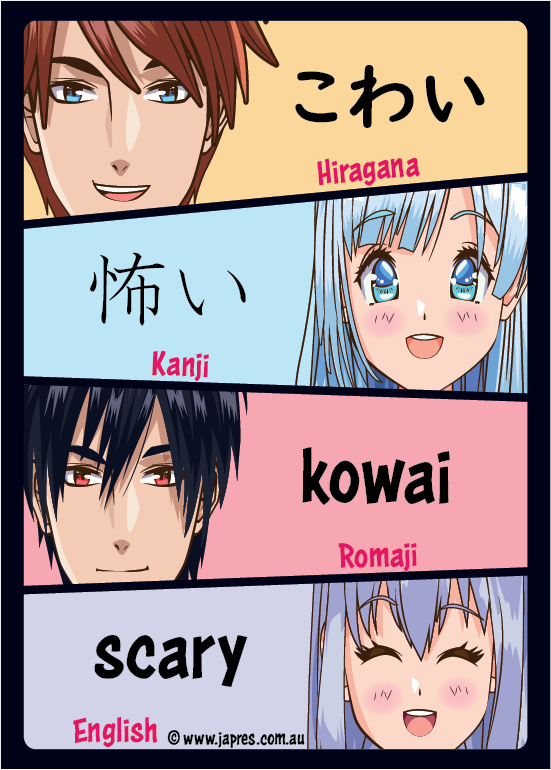 こわい
Hiragana
怖い
Kanji
kowai
Romaji
scary
English © www.japres.com.au